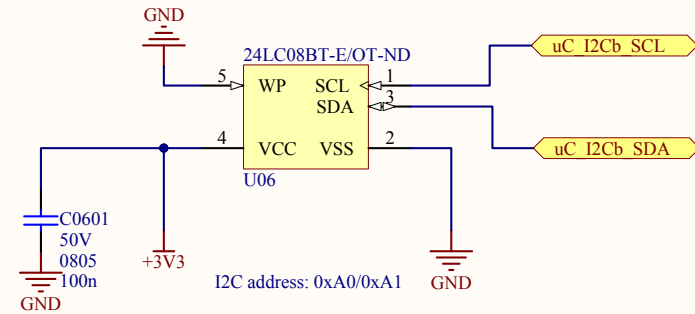 GND
24LC08BT-E/OT-ND
uC_I2Cb_SCL
5 WP SCL 1
SDA 3
4 VCC VSS 2
uC_I2Cb_SDA
U06
C0601
50V
0805
100n
+3V3
I2C address: 0xA0/0xA1
GND
GND